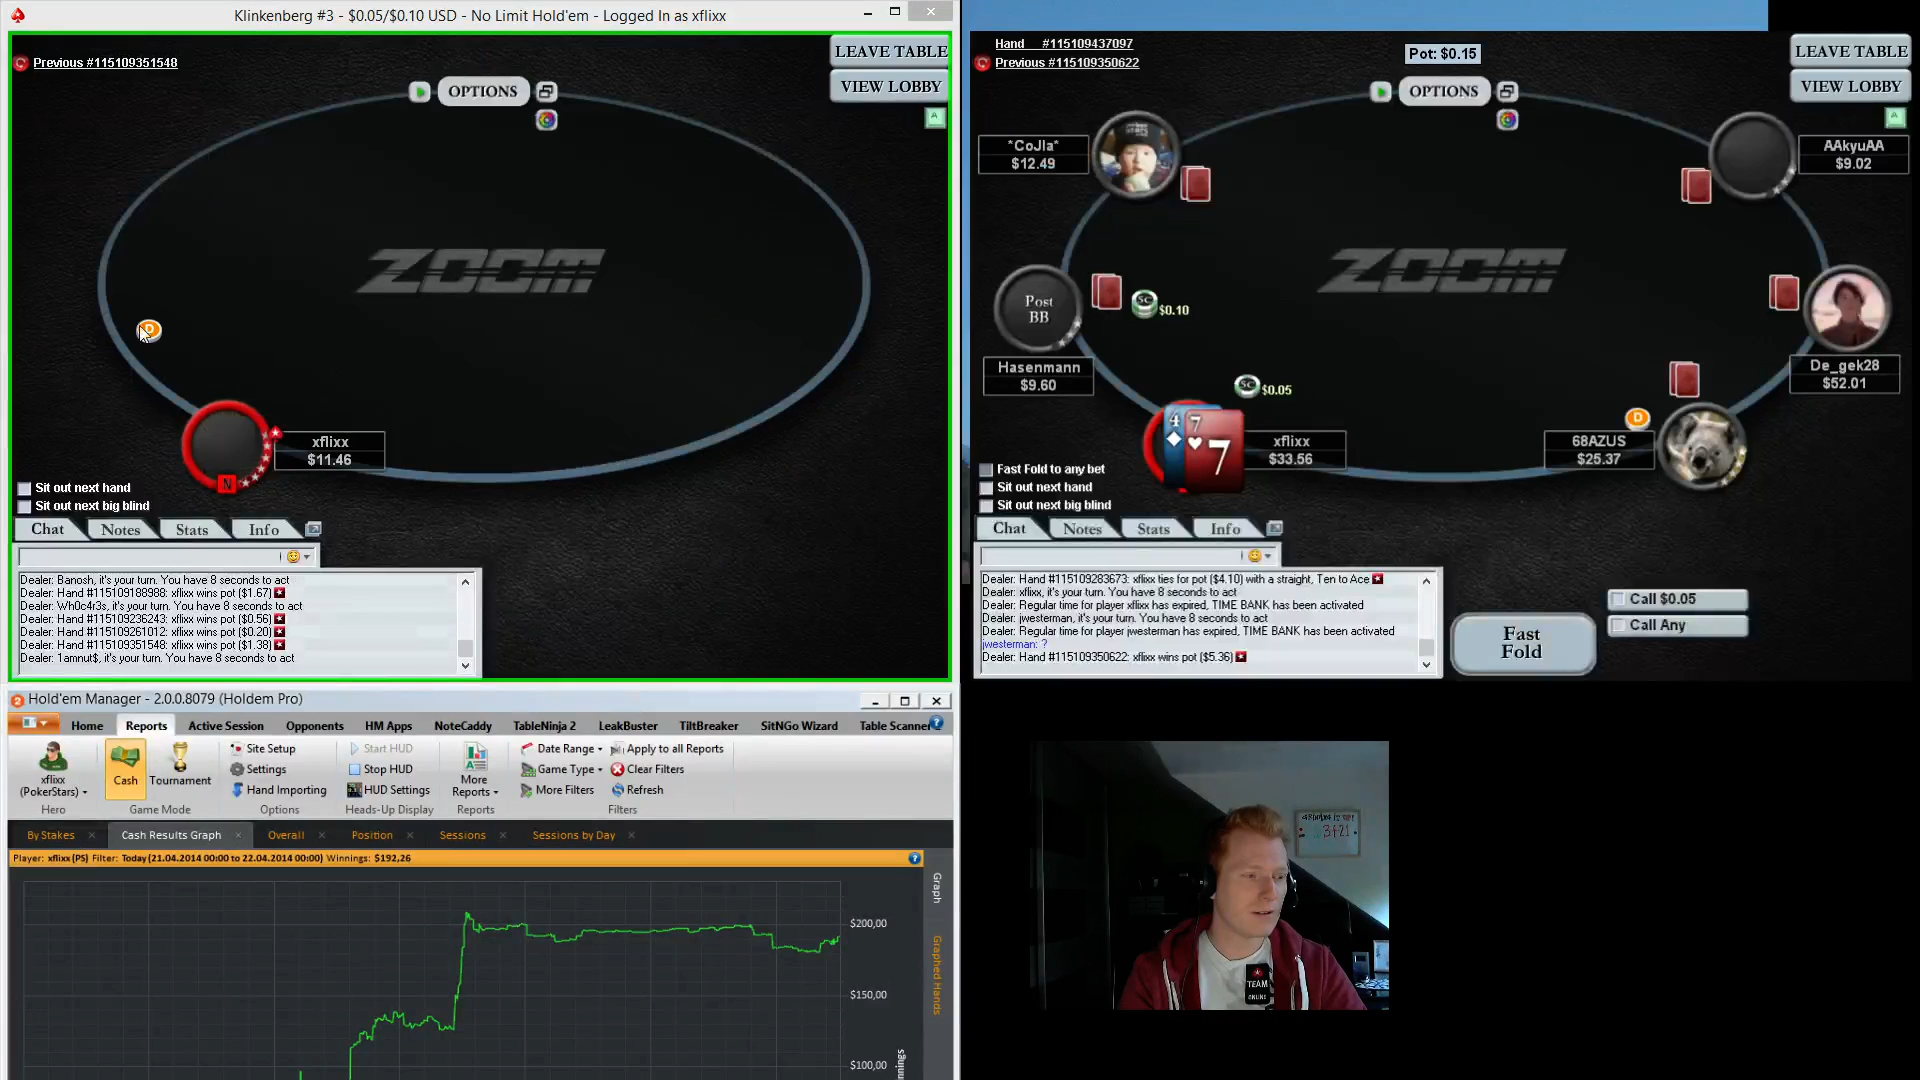 Klinkenberg #3 - $0.05/$0.10 USD - No Limit Hold'em - Logged In as xflixx
Previous #115109351548
LEAVE TABLE
VIEW LOBBY
OPTIONS
ZOOM
D
xflixx
$11.46
N
Sit out next hand
Sit out next big blind
Chat
Notes
Stats
Info
Dealer: Banosh, it's your turn. You have 8 seconds to act
Dealer: Hand #115109188988: xflixx wins pot ($1.67)
Dealer: Wh0c4r3s, it's your turn. You have 8 seconds to act
Dealer: Hand #115109236243: xflixx wins pot ($0.56)
Dealer: Hand #115109261012: xflixx wins pot ($0.20)
Dealer: Hand #115109351548: xflixx wins pot ($1.38)
Dealer: 1amnut$, it's your turn. You have 8 seconds to act
Hand #115109437097
Previous #115109350622
Pot: $0.15
LEAVE TABLE
VIEW LOBBY
OPTIONS
*CoJIa*
$12.49
AAkyuAA
$9.02
ZOOM
Post
BB
$0.10
Hasenmann
$9.60
De_gek28
$52.01
$0.05
D
4 7
7
xflixx
$33.56
68AZUS
$25.37
Fast Fold to any bet
Sit out next hand
Sit out next big blind
Chat
Notes
Stats
Info
Dealer: Hand #115109283673: xflixx ties for pot ($4.10) with a straight, Ten to Ace
Dealer: xflixx, it's your turn. You have 8 seconds to act
Dealer: Regular time for player xflixx has expired, TIME BANK has been activated
Dealer: jwesterman, it's your turn. You have 8 seconds to act
Dealer: Regular time for player jwesterman has expired, TIME BANK has been activated
jwesterman: ?
Dealer: Hand #115109350622: xflixx wins pot ($5.36)
Fast
Fold
Call $0.05
Call Any
Hold'em Manager - 2.0.0.8079 (Holdem Pro)
Home
Reports
Active Session
Opponents
HM Apps
NoteCaddy
TableNinja 2
LeakBuster
TiltBreaker
SitNGo Wizard
Table Scanner
xflixx
(PokerStars)
Hero
Cash
Tournament
Game Mode
Site Setup
Settings
Hand Importing
Options
Start HUD
Stop HUD
HUD Settings
Heads-Up Display
More
Reports
Reports
Date Range
Game Type
More Filters
Apply to all Reports
Clear Filters
Refresh
Filters
By Stakes
Cash Results Graph
Overall
Position
Sessions
Sessions by Day
Player: xflixx (PS) Filter: Today (21.04.2014 00:00 to 22.04.2014 00:00) Winnings: $192,26
$200,00
$150,00
$100,00
Graph
Graphed Hands
TEAM
ONLINE